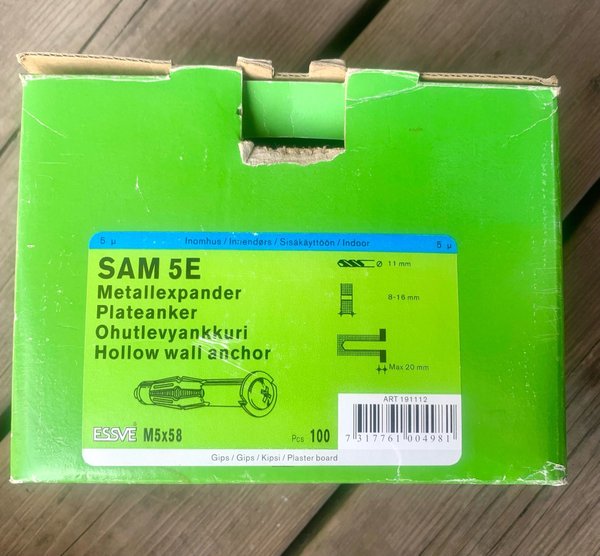 5 µ Inomhus / Innendørs / Sisäkäyttöön / Indoor 5 µ
SAM 5E
Metallexpander
Plateanker
Ohutlevyankkuri
Hollow wall anchor
ø 11 mm
8-16 mm
Max 20 mm
ESSVE M5x58
Pcs 100
ART 191112
7 317761 004981
Gips / Gips / Kipsi / Plaster board